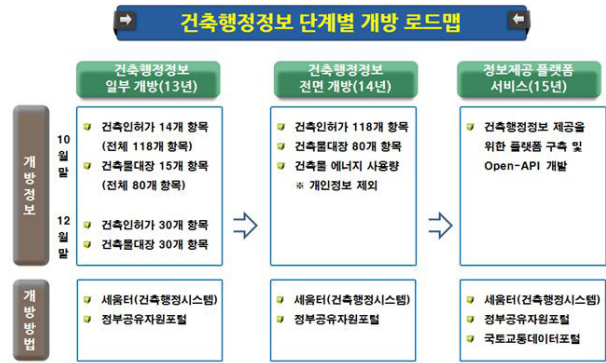 건축행정정보 단계별 개방 로드맵
건축행정정보
일부 개방(13년)
건축행정정보
전면 개방(14년)
정보제공 플랫폼
서비스(15년)
개방정보
10월말
건축인허가 14개 항목
(전체 118개 항목)
건축물대장 15개 항목
(전체 80개 항목)
12월말
건축인허가 30개 항목
건축물대장 30개 항목
건축인허가 118개 항목
건축물대장 80개 항목
건축물 에너지 사용량
※ 개인정보 제외
건축행정정보 제공을
위한 플랫폼 구축 및
Open-API 개발
개방방법
세움터(건축행정시스템)
정부공유자원포털
세움터(건축행정시스템)
정부공유자원포털
세움터(건축행정시스템)
정부공유자원포털
국토교통데이터포털